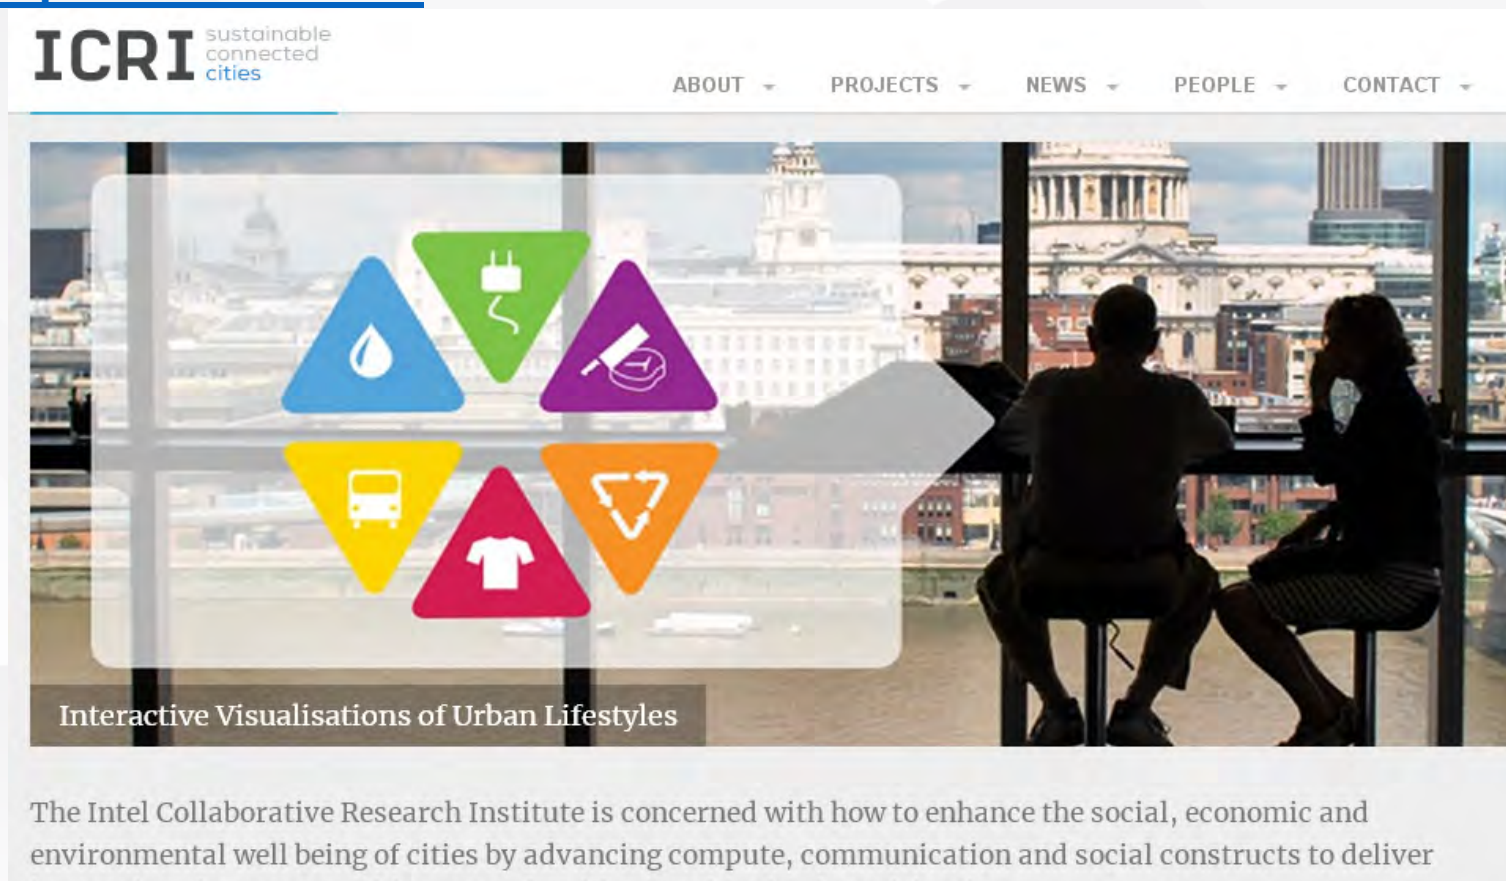 ICRI
sustainable
connected
cities
ABOUT
PROJECTS
NEWS
PEOPLE
CONTACT
Interactive Visualisations of Urban Lifestyles
The Intel Collaborative Research Institute is concerned with how to enhance the social, economic and
environmental well being of cities by advancing compute, communication and social constructs to deliver